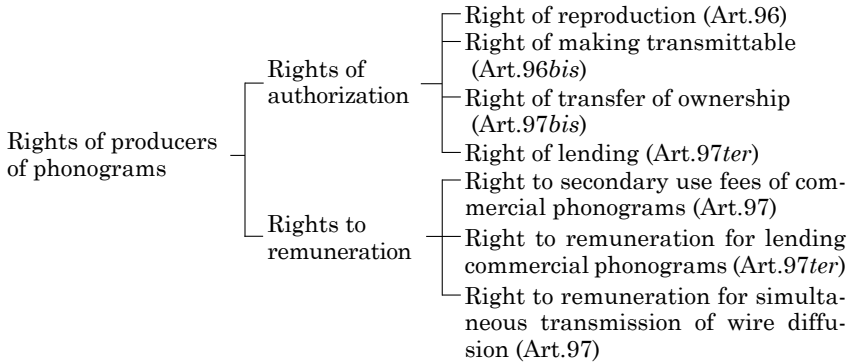 Rights of producers
of phonograms
Rights of
authorization
Right of reproduction (Art.96)
Right of making transmittable
(Art.96bis)
Right of transfer of ownership
(Art.97bis)
Right of lending (Art.97ter)
Rights to
remuneration
Right to secondary use fees of com-
mercial phonograms (Art.97)
Right to remuneration for lending
commercial phonograms (Art.97ter)
Right to remuneration for simulta-
neous transmission of wire diffu-
sion (Art.97)